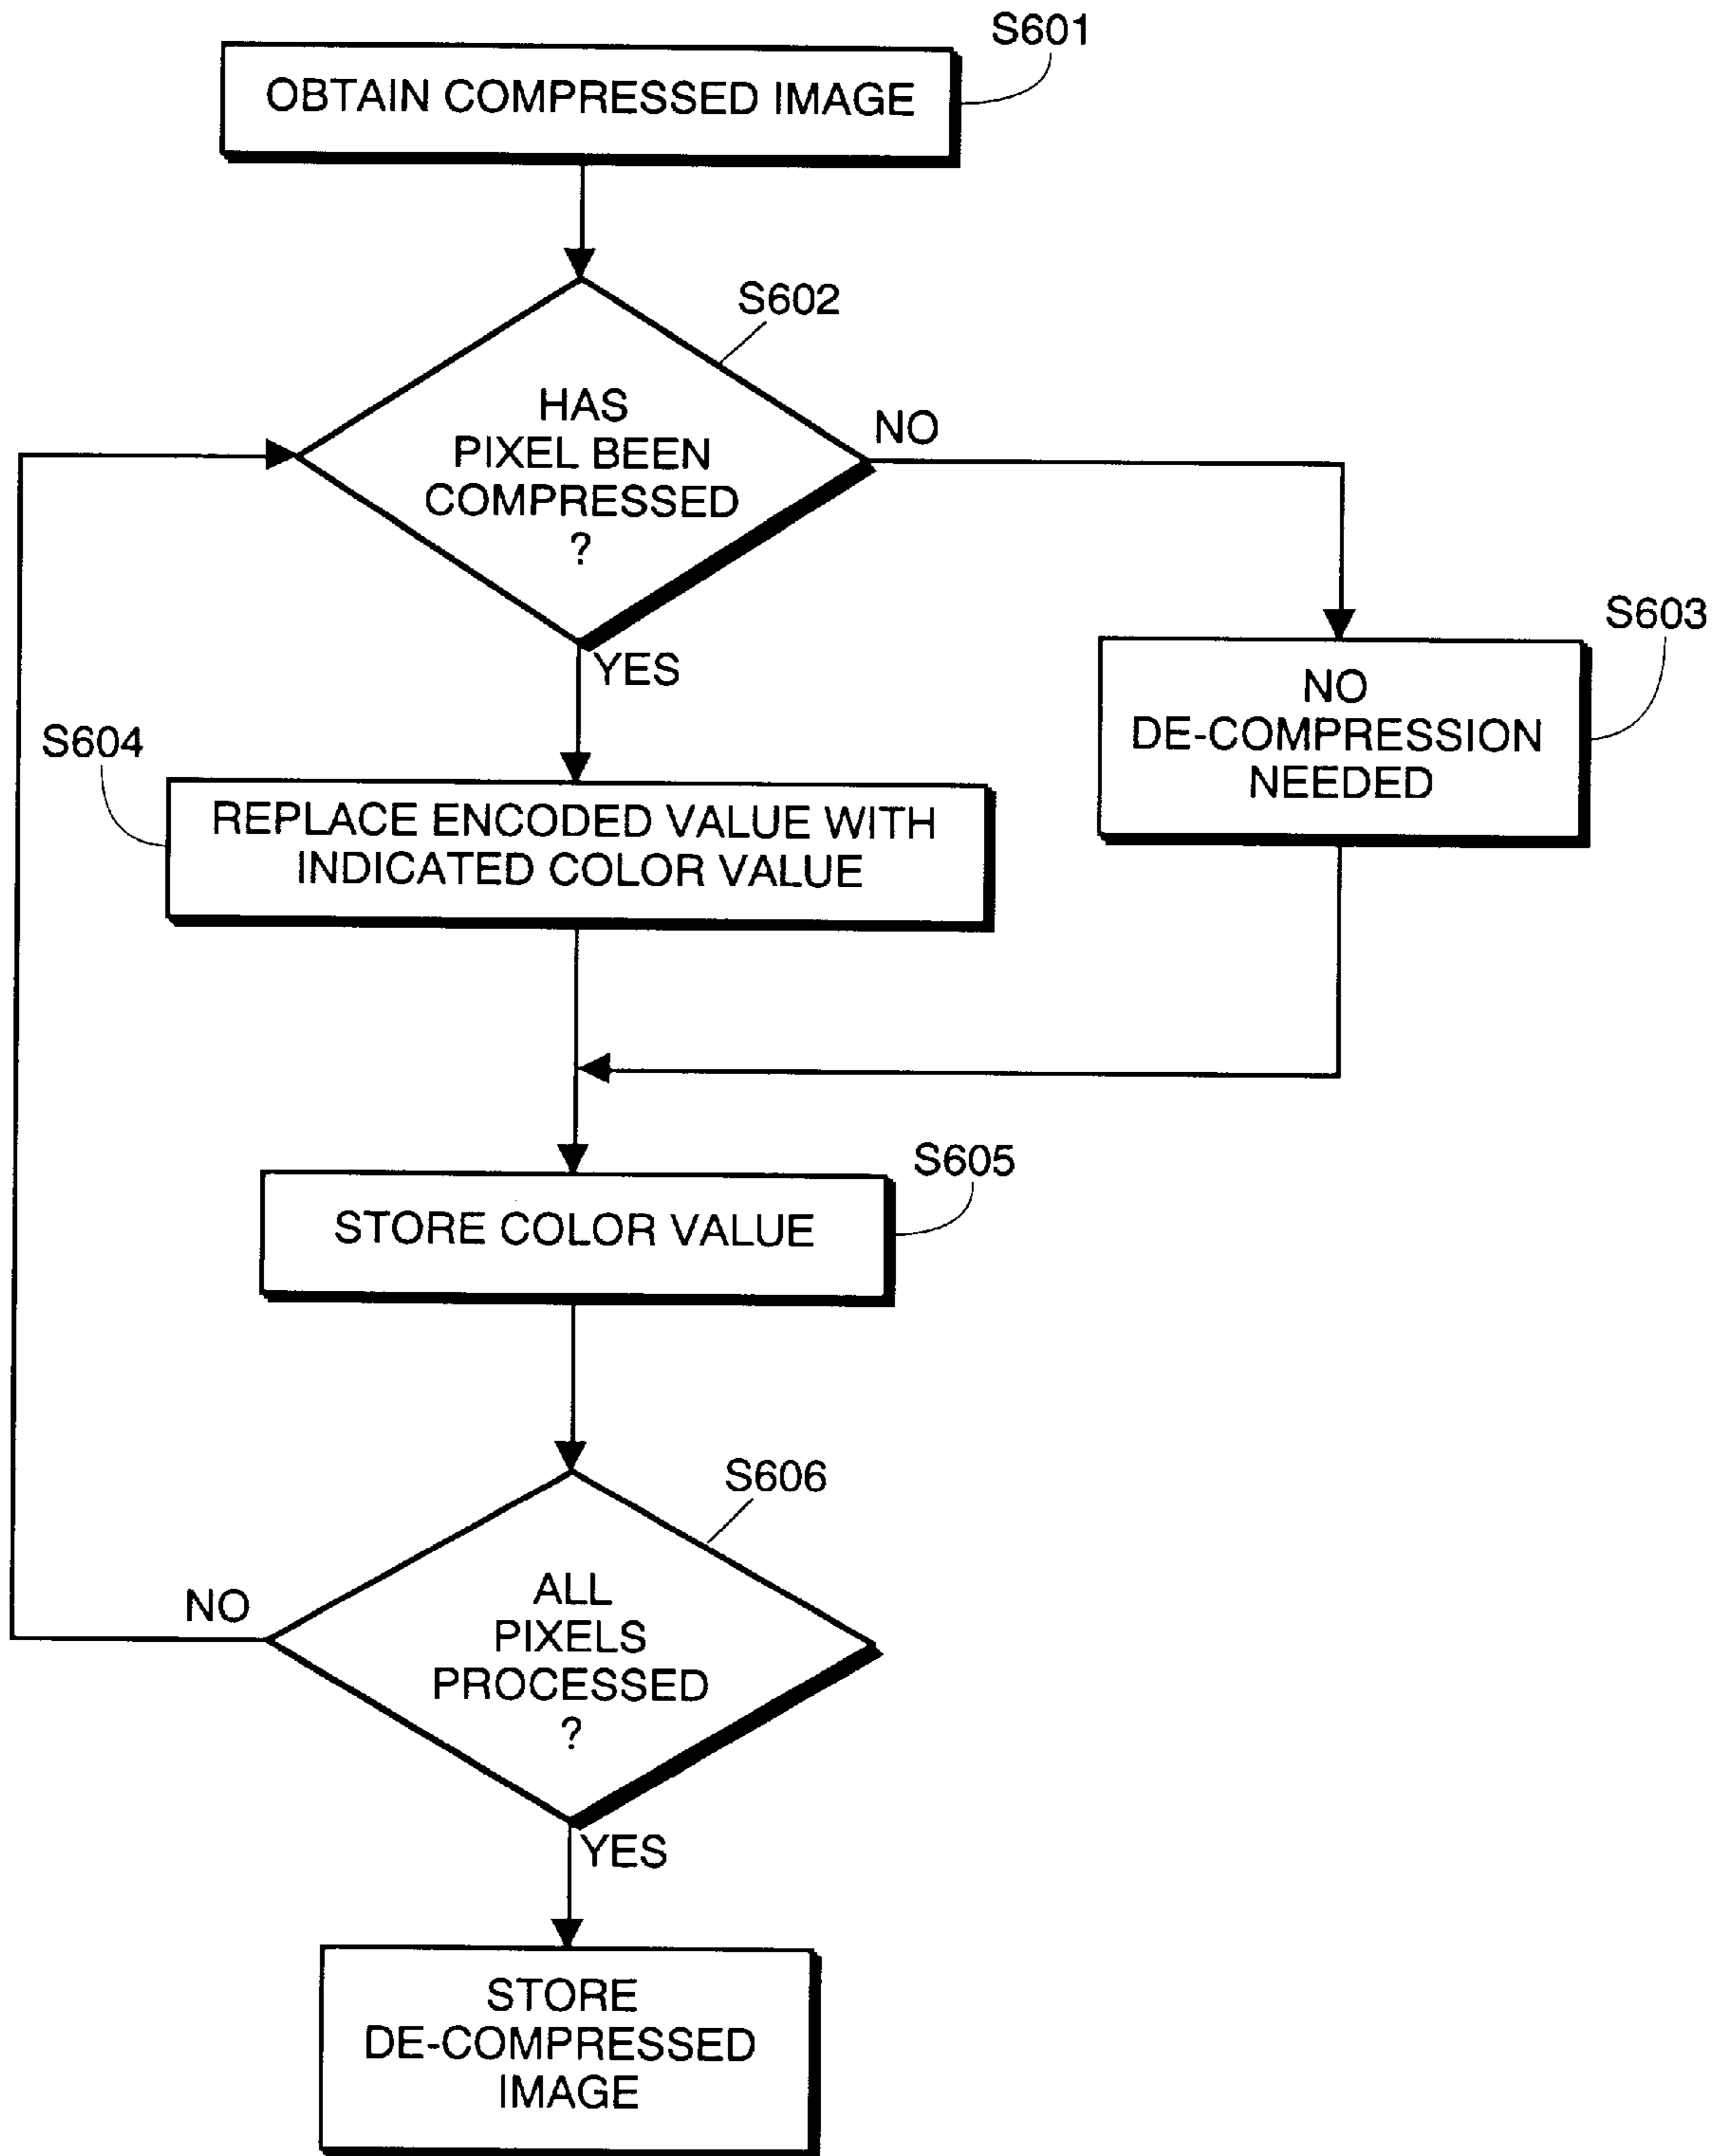 S601
OBTAIN COMPRESSED IMAGE
S602
HAS
PIXEL BEEN
COMPRESSED
?
NO
YES
S603
NO
DE-COMPRESSION
NEEDED
S604
REPLACE ENCODED VALUE WITH
INDICATED COLOR VALUE
S605
STORE COLOR VALUE
S606
ALL
PIXELS
PROCESSED
?
NO
YES
STORE
DE-COMPRESSED
IMAGE